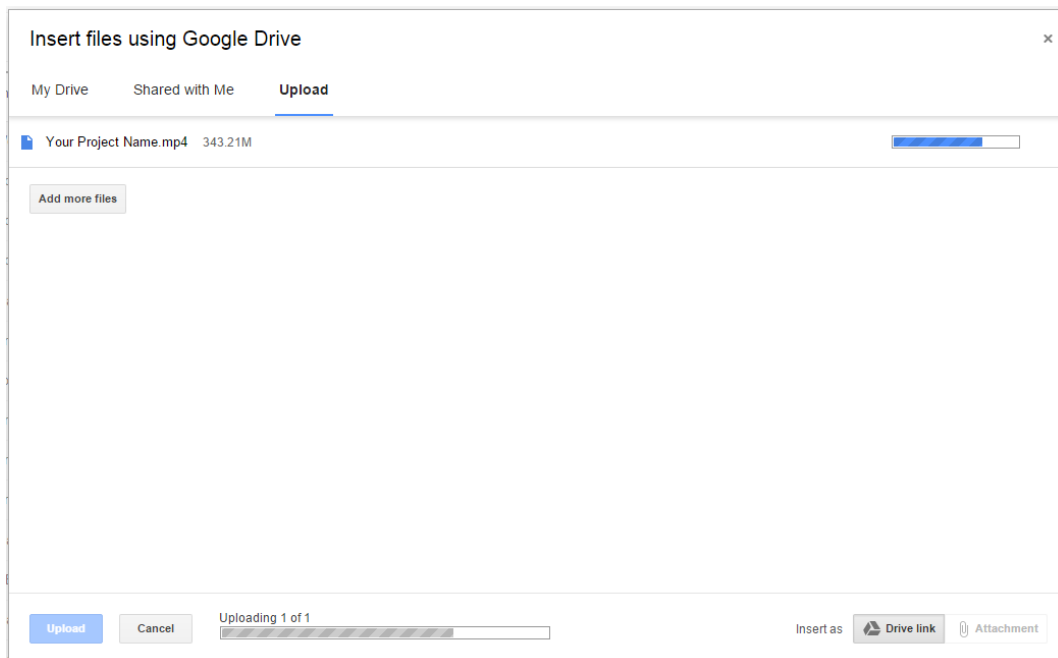 Insert files using Google Drive
×
My Drive Shared with Me Upload
Your Project Name.mp4 343.21M
Add more files
Uploading 1 of 1
Upload Cancel Insert as Drive link Attachment